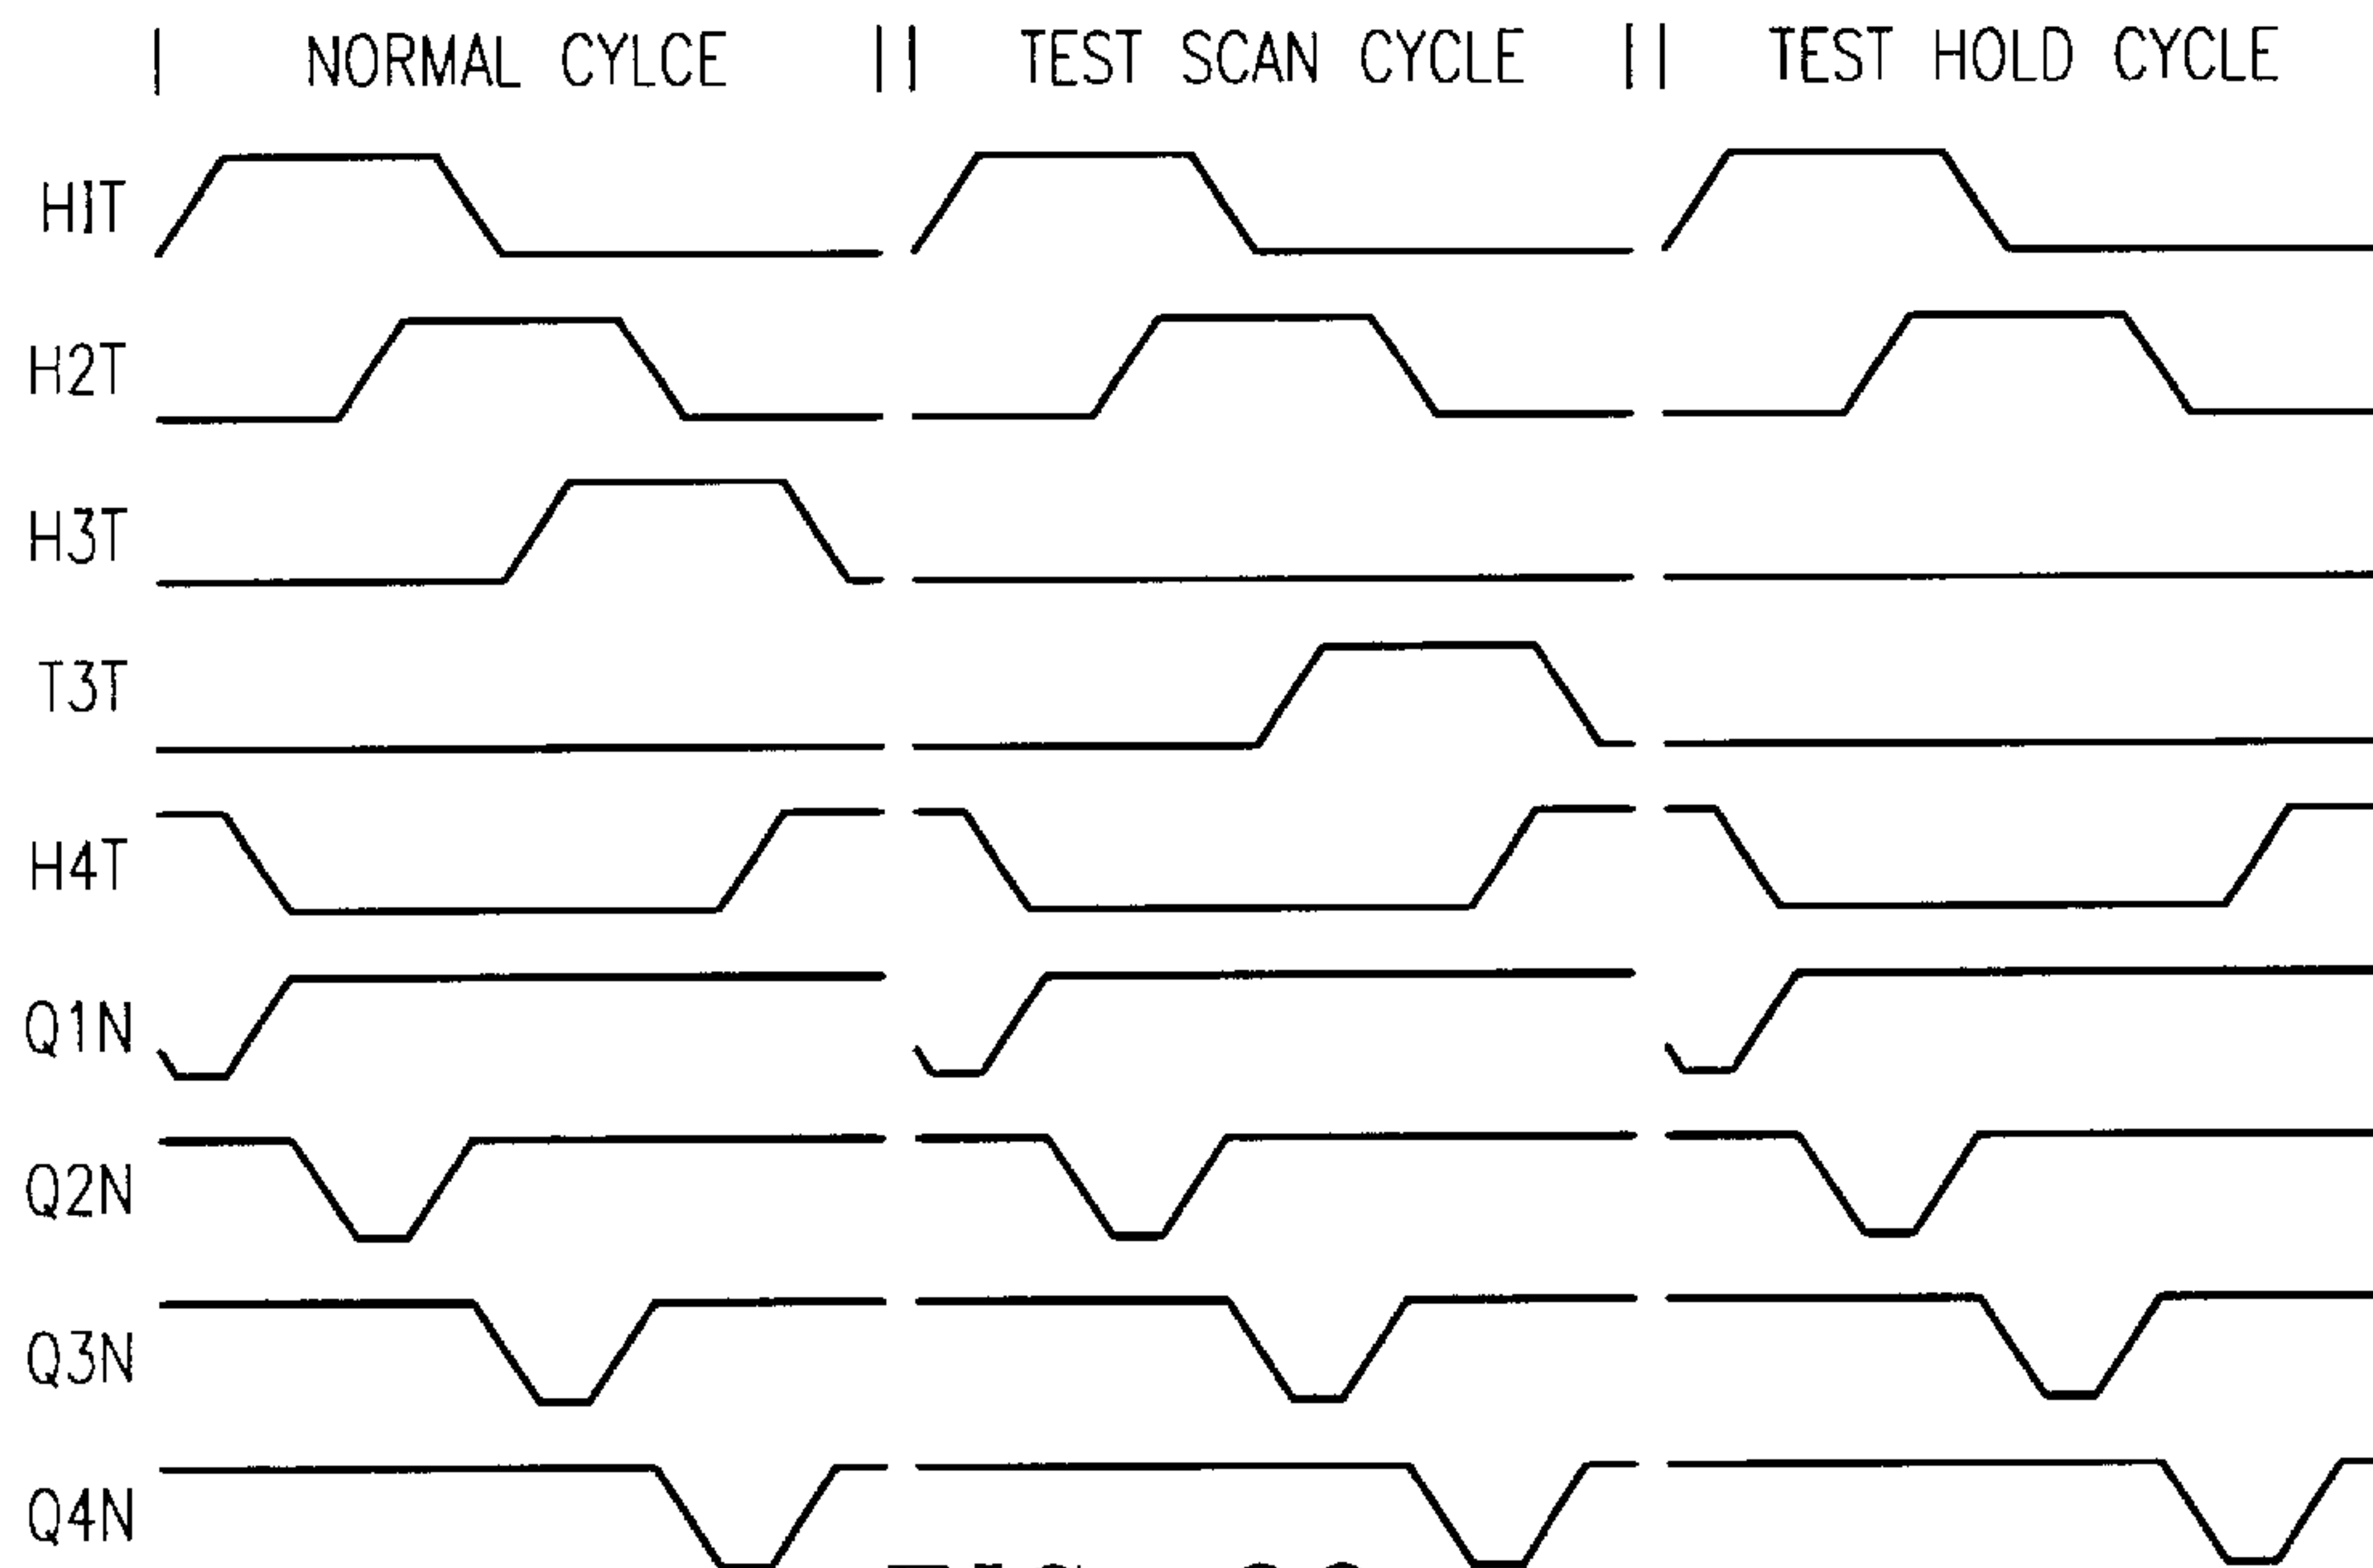 NORMAL CYLCE
TEST SCAN CYCLE
TEST HOLD CYCLE
H1T
H2T
H3T
T3T
H4T
Q1N
Q2N
Q3N
Q4N